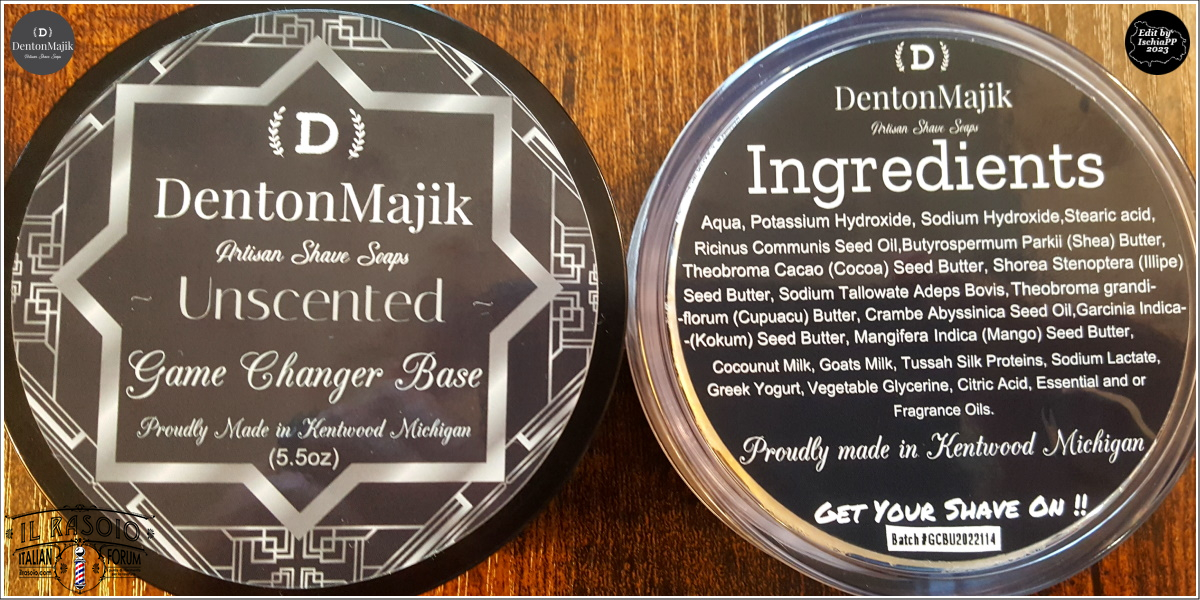 D
DentonMajik
Artisan Shave Soaps
D
DentonMajik
Artisan Shave Soaps
~ Unscented ~
Game Changer Base
Proudly Made in Kentwood Michigan
(5.5oz)
IL RASOIO
ITALIAN FORUM
ilrasoio.com
Edit by
IschiaPP
2023
D
DentonMajik
Artisan Shave Soaps
Ingredients
Aqua, Potassium Hydroxide, Sodium Hydroxide,Stearic acid,
Ricinus Communis Seed Oil,Butyrospermum Parkii (Shea) Butter,
Theobroma Cacao (Cocoa) Seed Butter, Shorea Stenoptera (Illipe)
Seed Butter, Sodium Tallowate Adeps Bovis,Theobroma grandi-
-florum (Cupuacu) Butter, Crambe Abyssinica Seed Oil,Garcinia Indica-
-(Kokum) Seed Butter, Mangifera Indica (Mango) Seed Butter,
Cocounut Milk, Goats Milk, Tussah Silk Proteins, Sodium Lactate,
Greek Yogurt, Vegetable Glycerine, Citric Acid, Essential and or
Fragrance Oils.
Proudly made in Kentwood Michigan
GET YOUR SHAVE ON !!
Batch #GCBU2022114